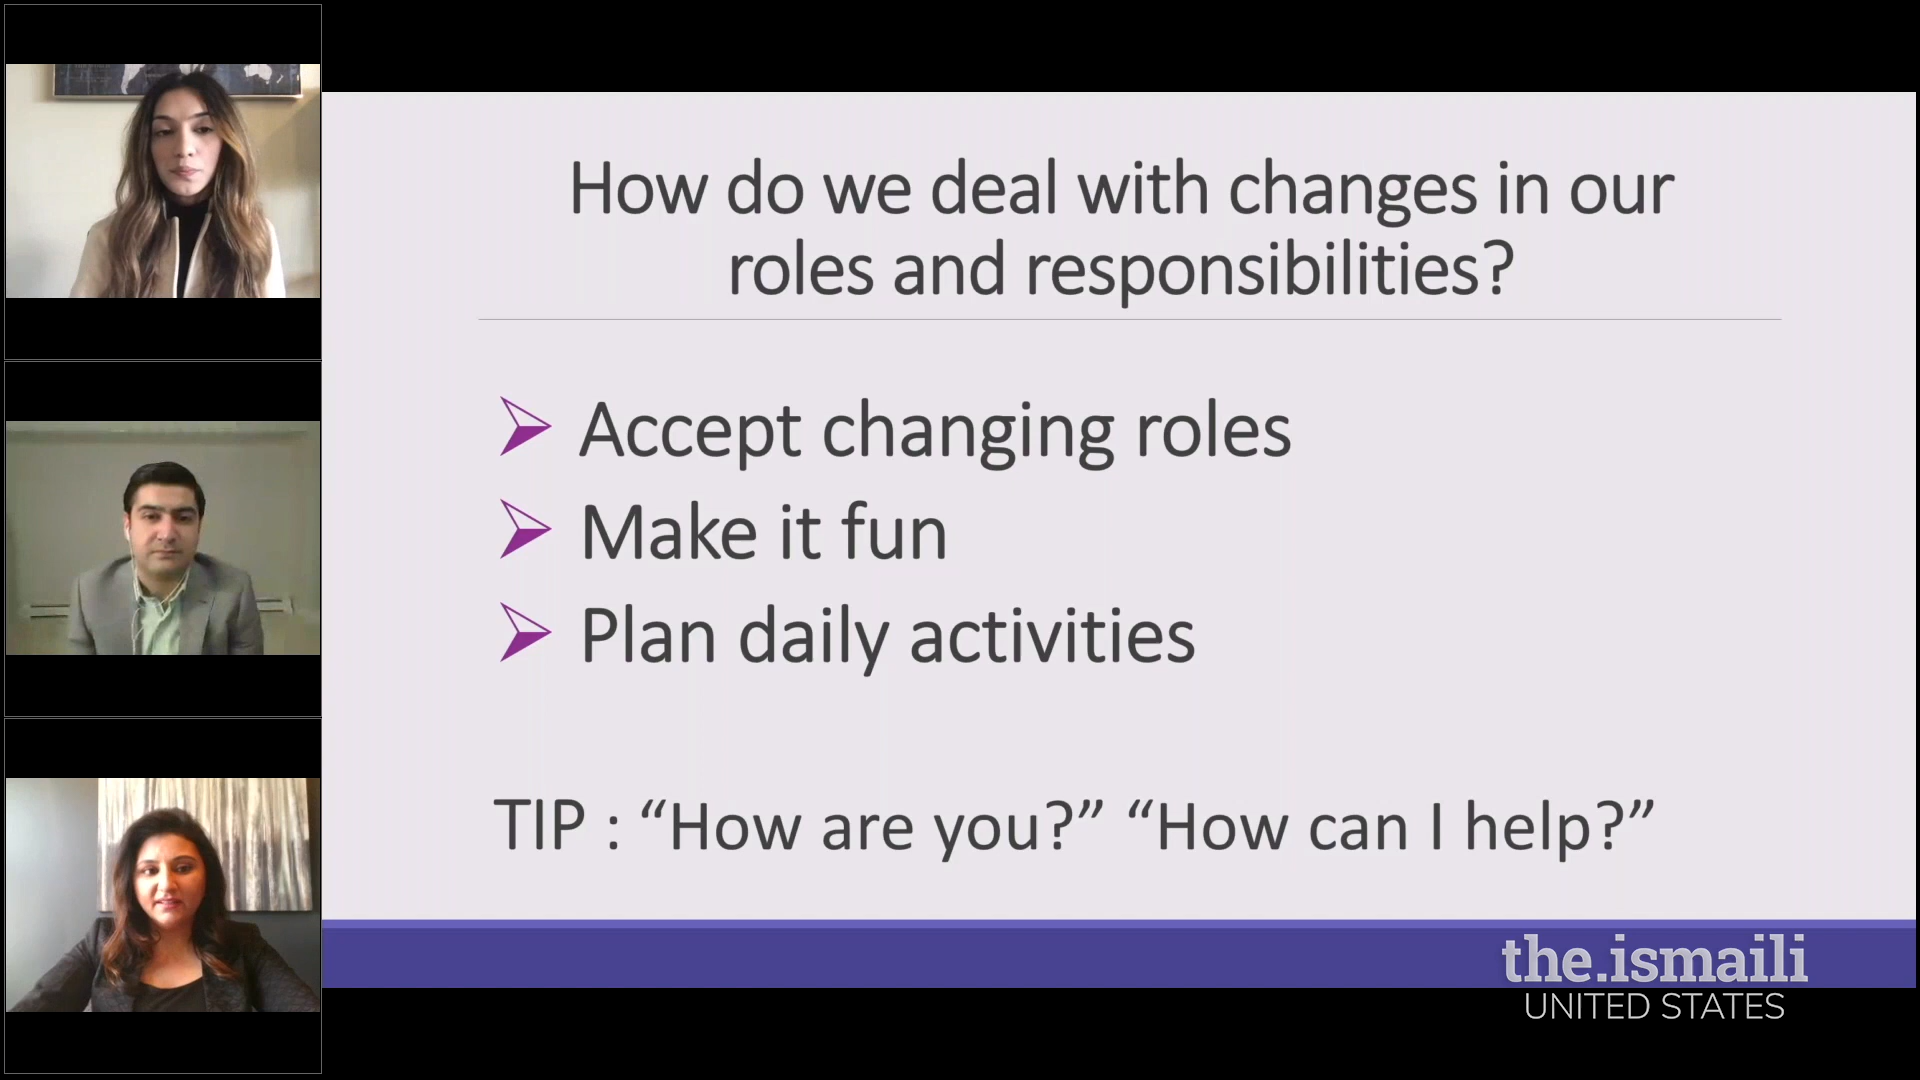 How do we deal with changes in our
roles and responsibilities?
Accept changing roles
Make it fun
Plan daily activities
TIP : “How are you?” “How can I help?”
the.ismaili
UNITED STATES